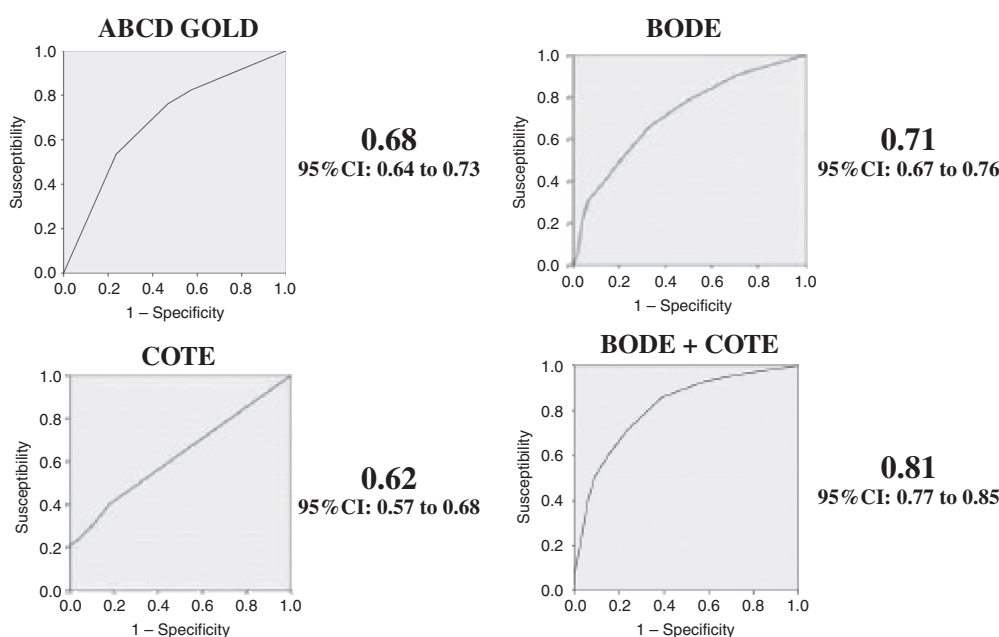 ABCD GOLD
1.0
0.8
0.6
0.4
0.2
0.0
Susceptibility
0.0 0.2 0.4 0.6 0.8 1.0
1 – Specificity
0.68
95%CI: 0.64 to 0.73
BODE
1.0
0.8
0.6
0.4
0.2
0.0
Susceptibility
0.0 0.2 0.4 0.6 0.8 1.0
1 – Specificity
0.71
95%CI: 0.67 to 0.76
COTE
1.0
0.8
0.6
0.4
0.2
0.0
Susceptibility
0.0 0.2 0.4 0.6 0.8 1.0
1 – Specificity
0.62
95%CI: 0.57 to 0.68
BODE + COTE
1.0
0.8
0.6
0.4
0.2
0.0
Susceptibility
0.0 0.2 0.4 0.6 0.8 1.0
1 – Specificity
0.81
95%CI: 0.77 to 0.85